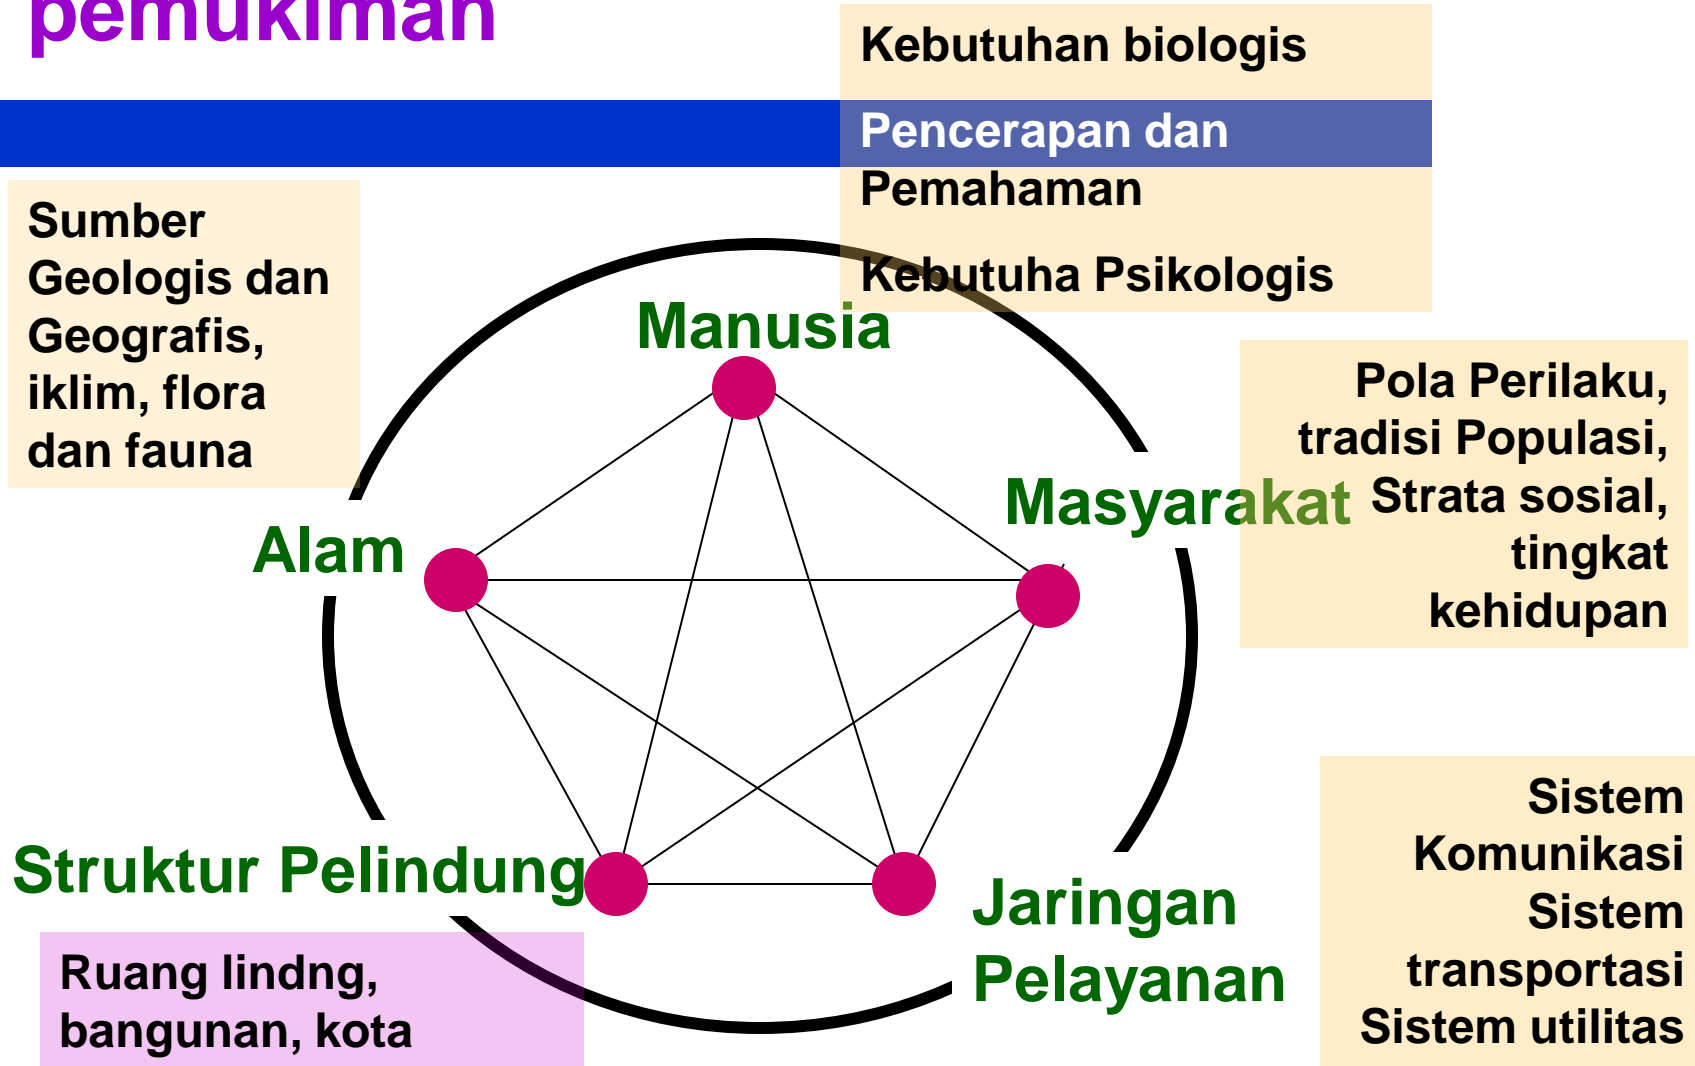 pemukiman
Kebutuhan biologis
Pencerapan dan
Pemahaman
Kebutuha Psikologis
Sumber
Geologis dan
Geografis,
iklim, flora
dan fauna
Manusia
Pola Perilaku,
tradisi Populasi,
Strata sosial,
tingkat
kehidupan
Masyarakat
Alam
Struktur Pelindung
Ruang lindng,
bangunan, kota
Jaringan
Pelayanan
Sistem
Komunikasi
Sistem
transportasi
Sistem utilitas